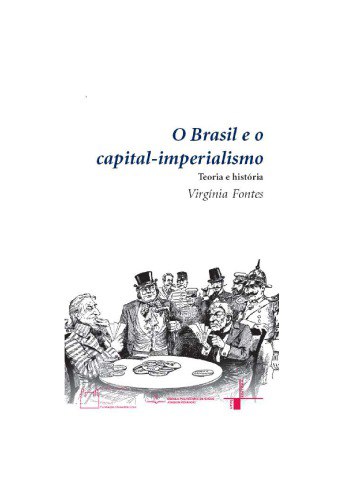 O Brasil e o
capital-imperialismo
Teoria e história
Virgínia Fontes